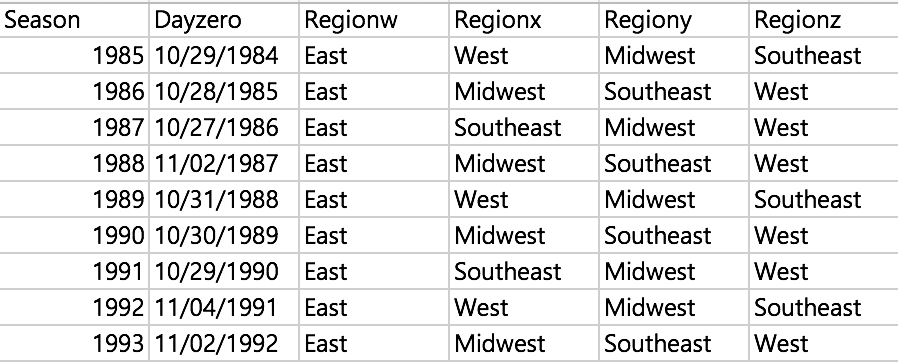 Season Dayzero Regionw Regionx Regiony Regionz
1985 10/29/1984 East West Midwest Southeast
1986 10/28/1985 East Midwest Southeast West
1987 10/27/1986 East Southeast Midwest West
1988 11/02/1987 East Midwest Southeast West
1989 10/31/1988 East West Midwest Southeast
1990 10/30/1989 East Midwest Southeast West
1991 10/29/1990 East Southeast Midwest West
1992 11/04/1991 East West Midwest Southeast
1993 11/02/1992 East Midwest Southeast West